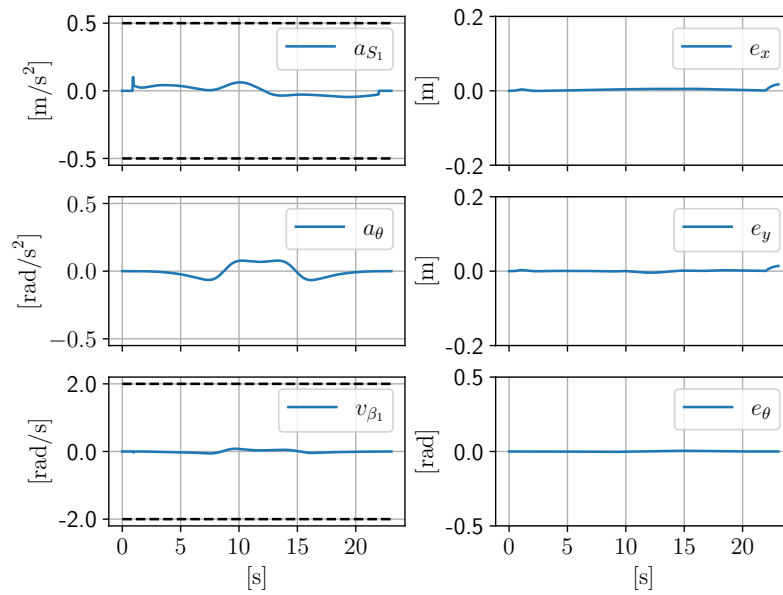 0.5
0.0
-0.5
[m/s²]
a_{S_1}
0.2
0.0
-0.2
[m]
e_x
0.5
0.0
−0.5
[rad/s²]
a_θ
0.2
0.0
-0.2
[m]
e_y
2.0
0.0
-2.0
[rad/s]
v_{β_1}
0 5 10 15 20
[s]
0.5
0.0
-0.5
[rad]
e_θ
0 5 10 15 20
[s]